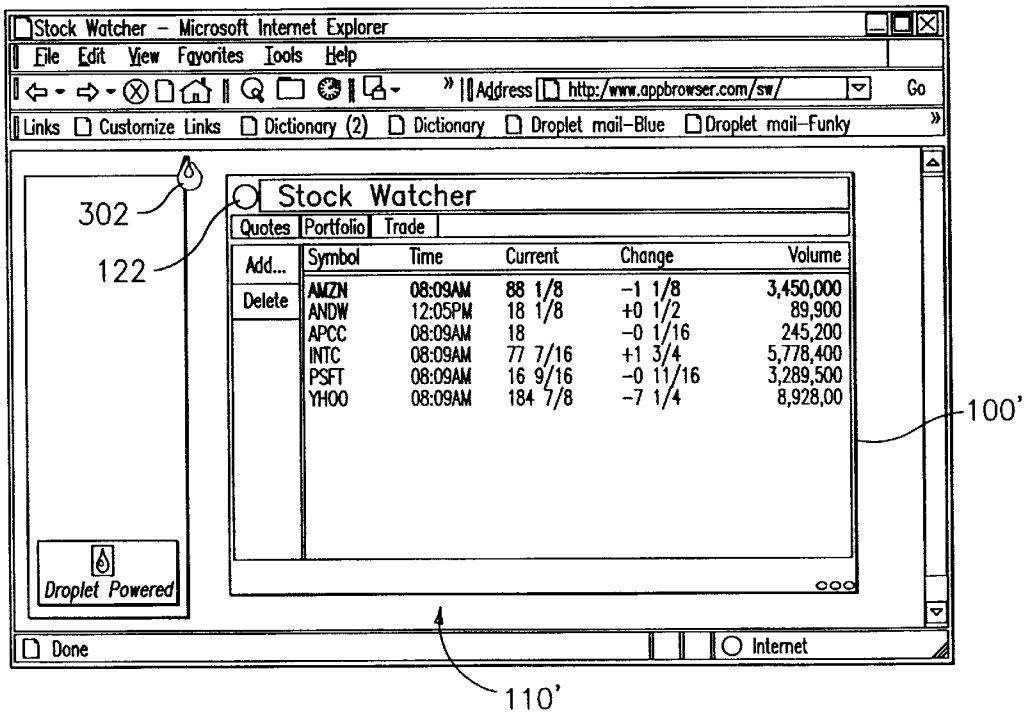 Stock Watcher – Microsoft Internet Explorer
File Edit View Favorites Tools Help
» Address http:/www.appbrowser.com/sw/ Go
Links Customize Links Dictionary (2) Dictionary Droplet mail–Blue Droplet mail–Funky »
302
122
Stock Watcher
Quotes Portfolio Trade
Add...
Delete
Symbol Time Current Change Volume
AMZN 08:09AM 88 1/8 –1 1/8 3,450,000
ANDW 12:05PM 18 1/8 +0 1/2 89,900
APCC 08:09AM 18 –0 1/16 245,200
INTC 08:09AM 77 7/16 +1 3/4 5,778,400
PSFT 08:09AM 16 9/16 –0 11/16 3,289,500
YHOO 08:09AM 184 7/8 –7 1/4 8,928,00
100'
Droplet Powered
Done Internet
110'